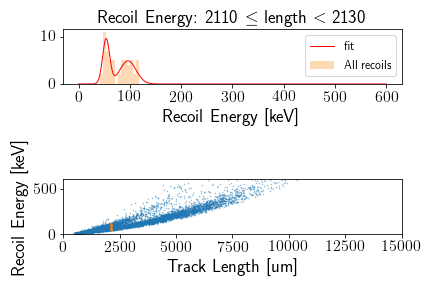 Recoil Energy: 2110 ≤ length < 2130
10
0
fit
All recoils
0 100 200 300 400 500 600
Recoil Energy [keV]
Recoil Energy [keV]
500
0
0 2500 5000 7500 10000 12500 15000
Track Length [um]